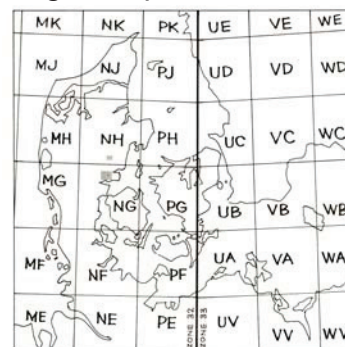 MK NK PK UE VE WE
MJ NJ PJ UD VD WD
MH NH PH UC VC WC
MG NG PG UB VB WB
MF NF PF UA VA WA
ME NE PE UV VV WV
ZONE 32
ZONE 33